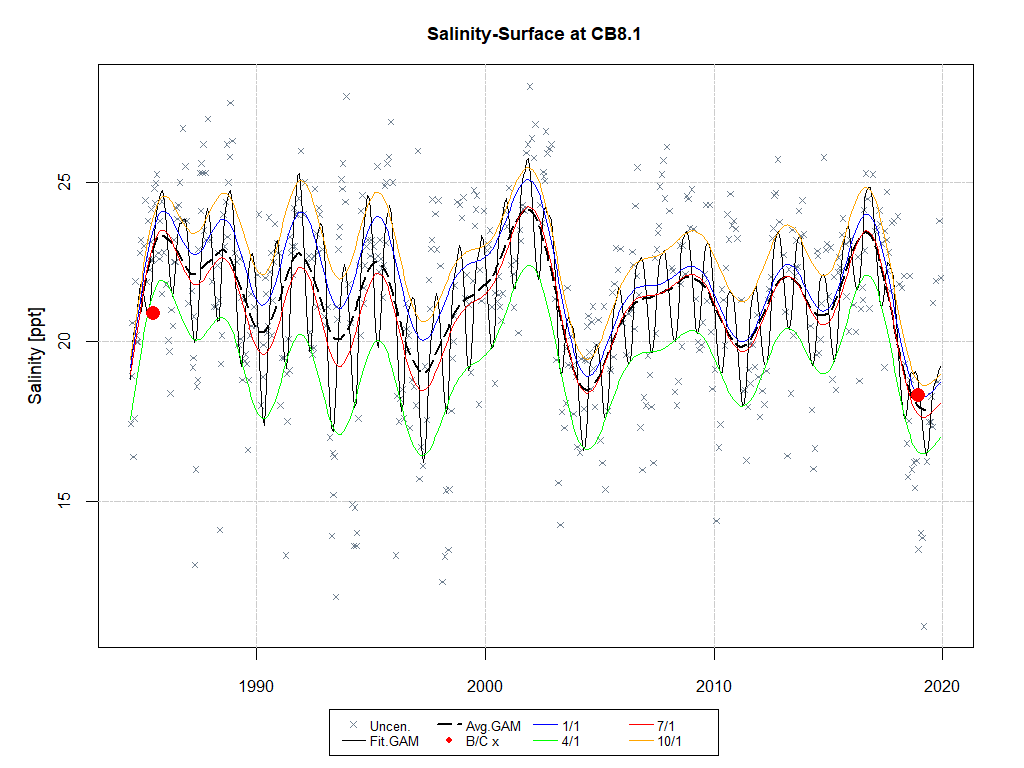 Salinity-Surface at CB8.1
Salinity [ppt]
25
20
15
1990 2000 2010 2020
Uncen. Avg.GAM 1/1 7/1
Fit.GAM B/C x 4/1 10/1